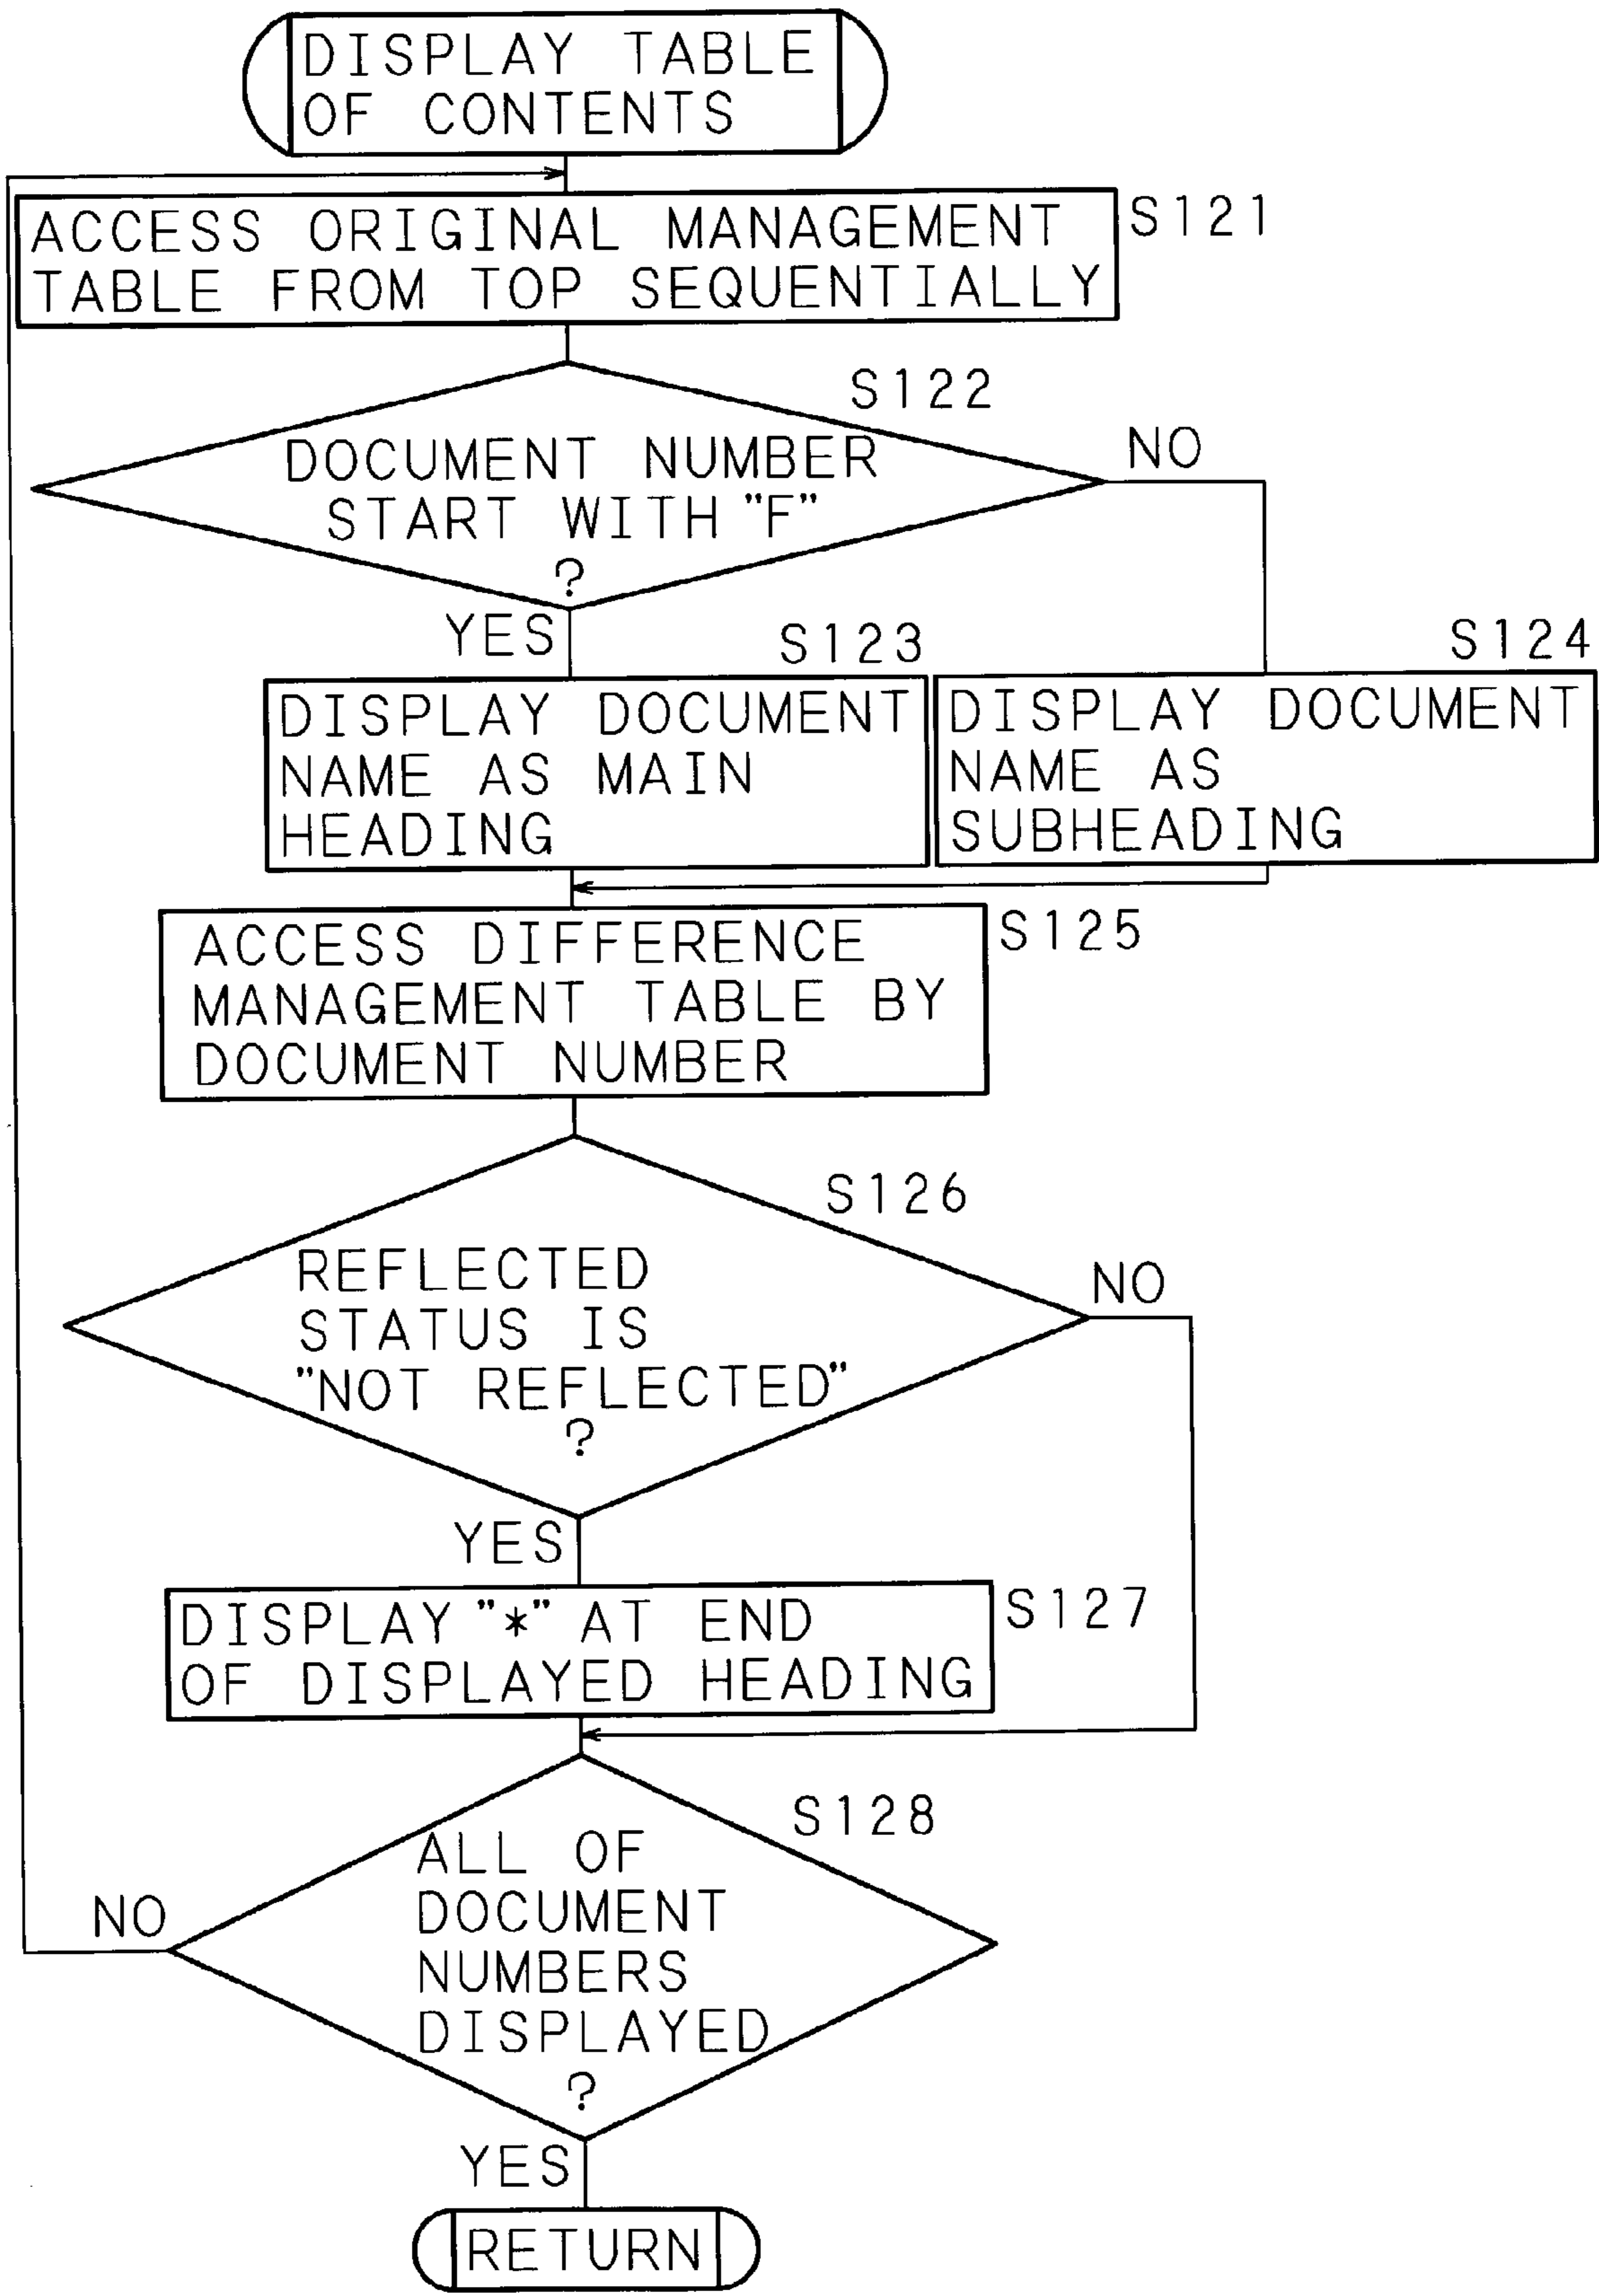 DISPLAY TABLE
OF CONTENTS
ACCESS ORIGINAL MANAGEMENT
TABLE FROM TOP SEQUENTIALLY
S121
S122
DOCUMENT NUMBER
START WITH "F"
?
NO
YES
S123
S124
DISPLAY DOCUMENT
NAME AS MAIN
HEADING
DISPLAY DOCUMENT
NAME AS
SUBHEADING
ACCESS DIFFERENCE
MANAGEMENT TABLE BY
DOCUMENT NUMBER
S125
S126
REFLECTED
STATUS IS
"NOT REFLECTED"
?
NO
YES
DISPLAY "*" AT END
OF DISPLAYED HEADING
S127
S128
ALL OF
DOCUMENT
NUMBERS
DISPLAYED
?
NO
YES
RETURN